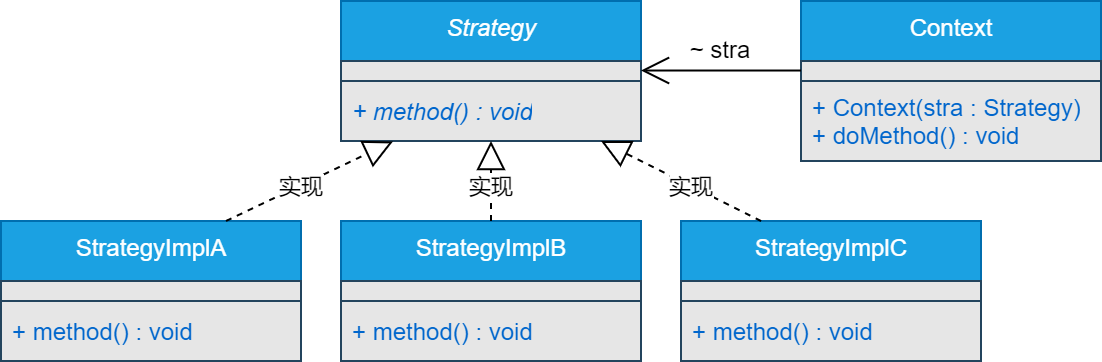 Strategy
Context
~ stra
+ method() : void
+ Context(stra : Strategy)
+ doMethod() : void
实现
实现
实现
StrategyImplA
StrategyImplB
StrategyImplC
+ method() : void
+ method() : void
+ method() : void